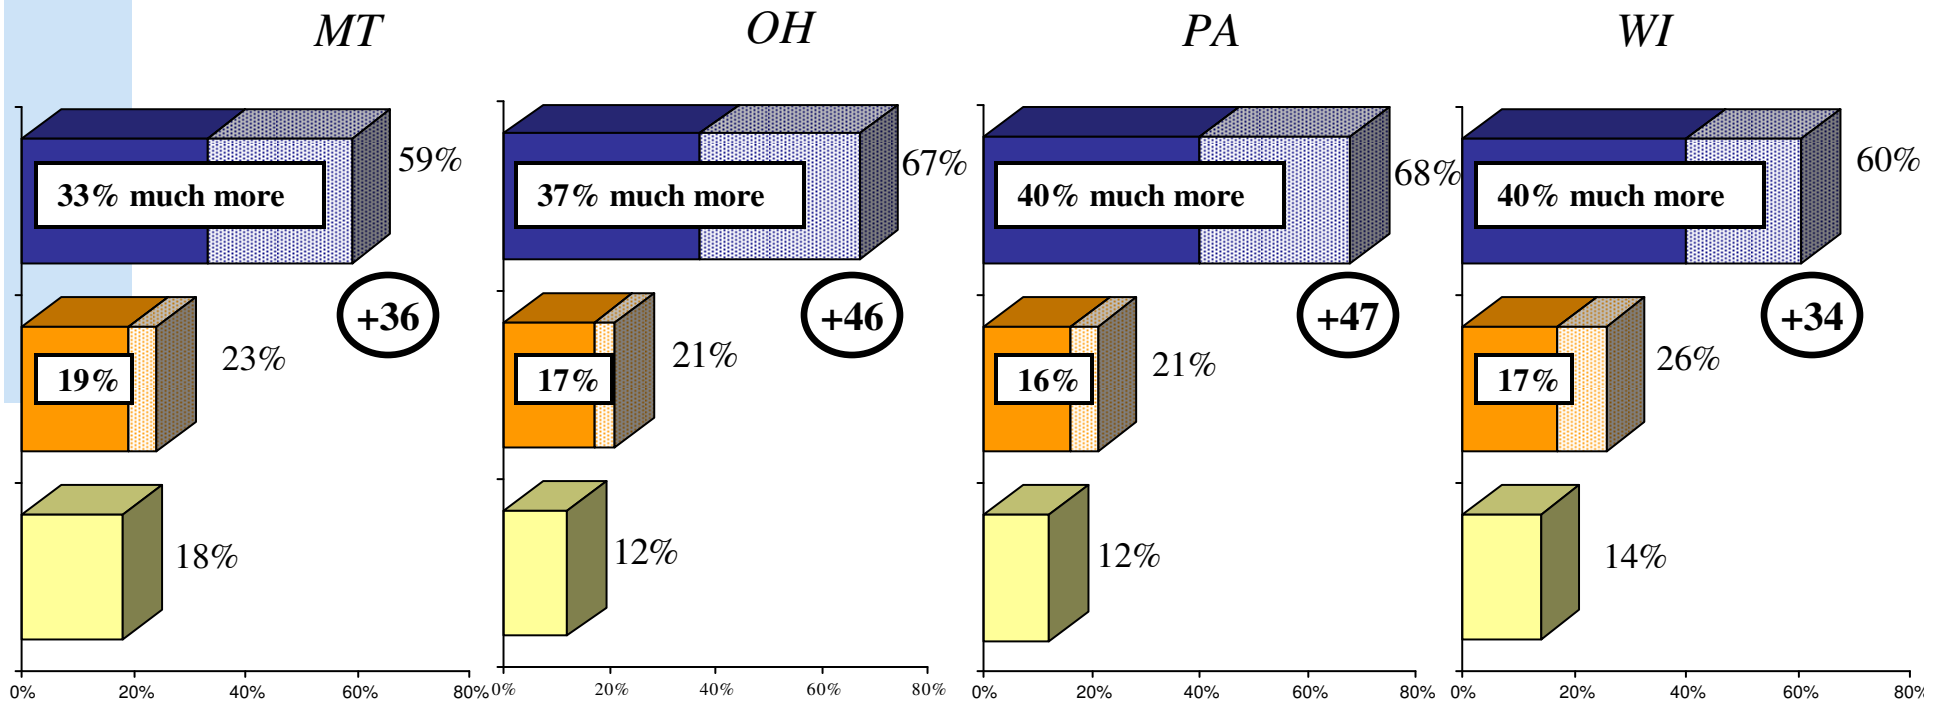 MT
OH
PA
WI
33% much more
59%
37% much more
67%
40% much more
68%
40% much more
60%
+36
+46
+47
+34
19%
23%
17%
21%
16%
21%
17%
26%
18%
12%
12%
14%
0% 20% 40% 60% 80%
0% 20% 40% 60% 80%
0% 20% 40% 60% 80%
0% 20% 40% 60% 80%